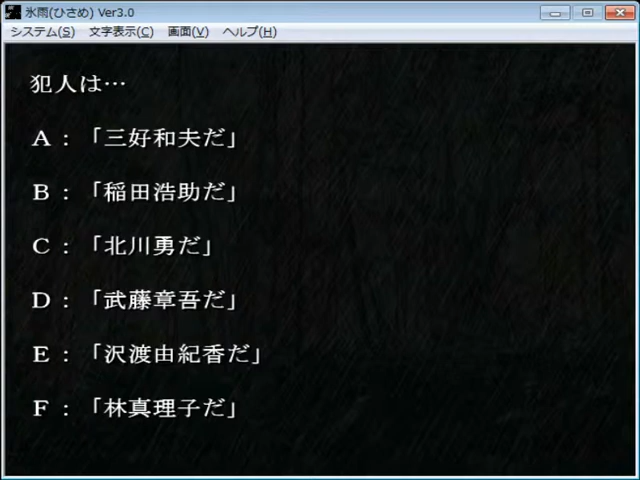 氷雨(ひさめ) Ver3.0
システム(S) 文字表示(C) 画面(V) ヘルプ(H)
犯人は…
A：「三好和夫だ」
B：「稲田浩助だ」
C：「北川勇だ」
D：「武藤章吾だ」
E：「沢渡由紀香だ」
F：「林真理子だ」